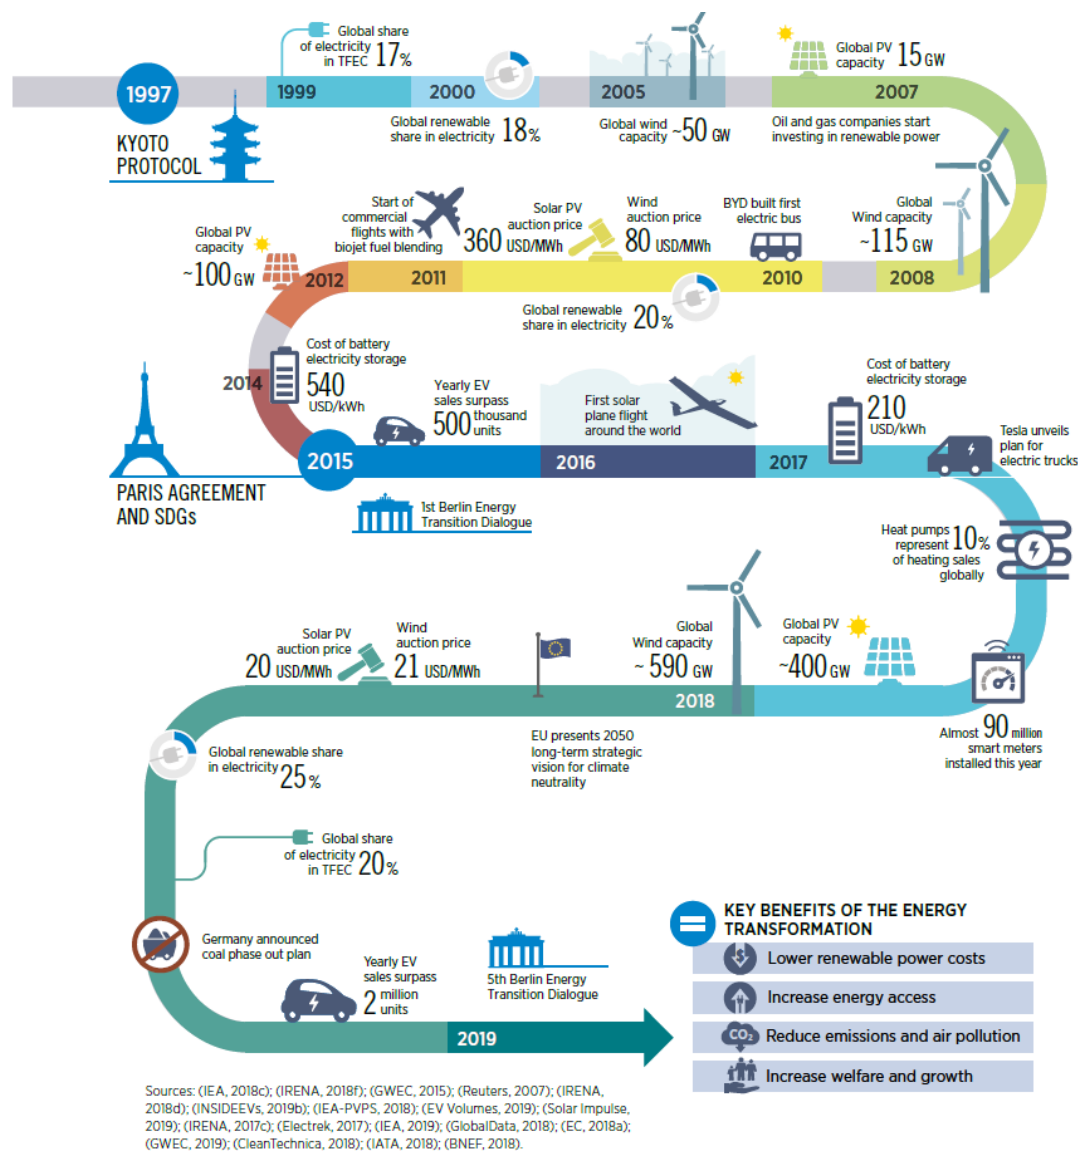 Global share
of electricity
in TFEC 17%
Global PV
capacity 15 GW
1997
1999
2000
2005
2007
KYOTO
PROTOCOL
Global renewable
share in electricity 18%
Global wind
capacity ~50 GW
Oil and gas companies start
investing in renewable power
Global
Wind capacity
~115 GW
BYD built first
electric bus
Wind
auction price
80 USD/MWh
Solar PV
auction price
360 USD/MWh
Start of
commercial
flights with
biojet fuel blending
Global PV
capacity
~100 GW
2012
2011
2010
2008
Global renewable
share in electricity 20%
2014
Cost of battery
electricity storage
540
USD/kWh
Yearly EV
sales surpass
500 thousand
units
First solar
plane flight
around the world
Cost of battery
electricity storage
210
USD/kWh
Tesla unveils
plan for
electric trucks
2015
2016
2017
PARIS AGREEMENT
AND SDGs
1st Berlin Energy
Transition Dialogue
Heat pumps
represent 10%
of heating sales
globally
Solar PV
auction price
20 USD/MWh
Wind
auction price
21 USD/MWh
Global
Wind capacity
~ 590 GW
Global PV
capacity
~400 GW
2018
Almost 90 million
smart meters
installed this year
EU presents 2050
long-term strategic
vision for climate
neutrality
Global renewable share
in electricity 25%
Global share
of electricity
in TFEC 20%
Germany announced
coal phase out plan
Yearly EV
sales surpass
2 million
units
5th Berlin Energy
Transition Dialogue
2019
KEY BENEFITS OF THE ENERGY
TRANSFORMATION
$
Lower renewable power costs
Increase energy access
CO₂
Reduce emissions and air pollution
Increase welfare and growth
Sources: (IEA, 2018c); (IRENA, 2018f); (GWEC, 2015); (Reuters, 2007); (IRENA,
2018d); (INSIDEEVs, 2019b); (IEA-PVPS, 2018); (EV Volumes, 2019); (Solar Impulse,
2019); (IRENA, 2017c); (Electrek, 2017); (IEA, 2019); (GlobalData, 2018); (EC, 2018a);
(GWEC, 2019); (CleanTechnica, 2018); (IATA, 2018); (BNEF, 2018).